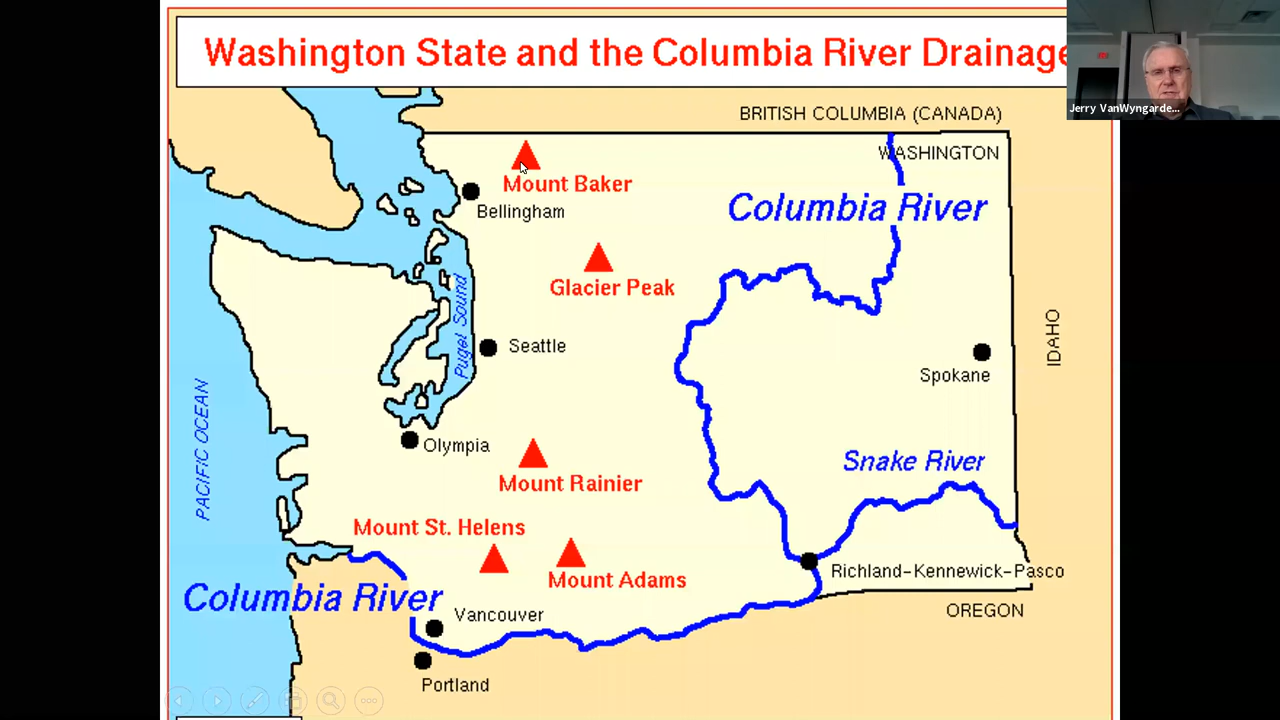 Washington State and the Columbia River Drainage
Jerry VanWyngarde...
BRITISH COLUMBIA (CANADA)
WASHINGTON
Mount Baker
Bellingham
Columbia River
Glacier Peak
Puget Sound
Seattle
IDAHO
Spokane
PACIFIC OCEAN
Olympia
Snake River
Mount Rainier
Mount St. Helens
Mount Adams
Richland-Kennewick-Pasco
Columbia River
Vancouver
OREGON
Portland